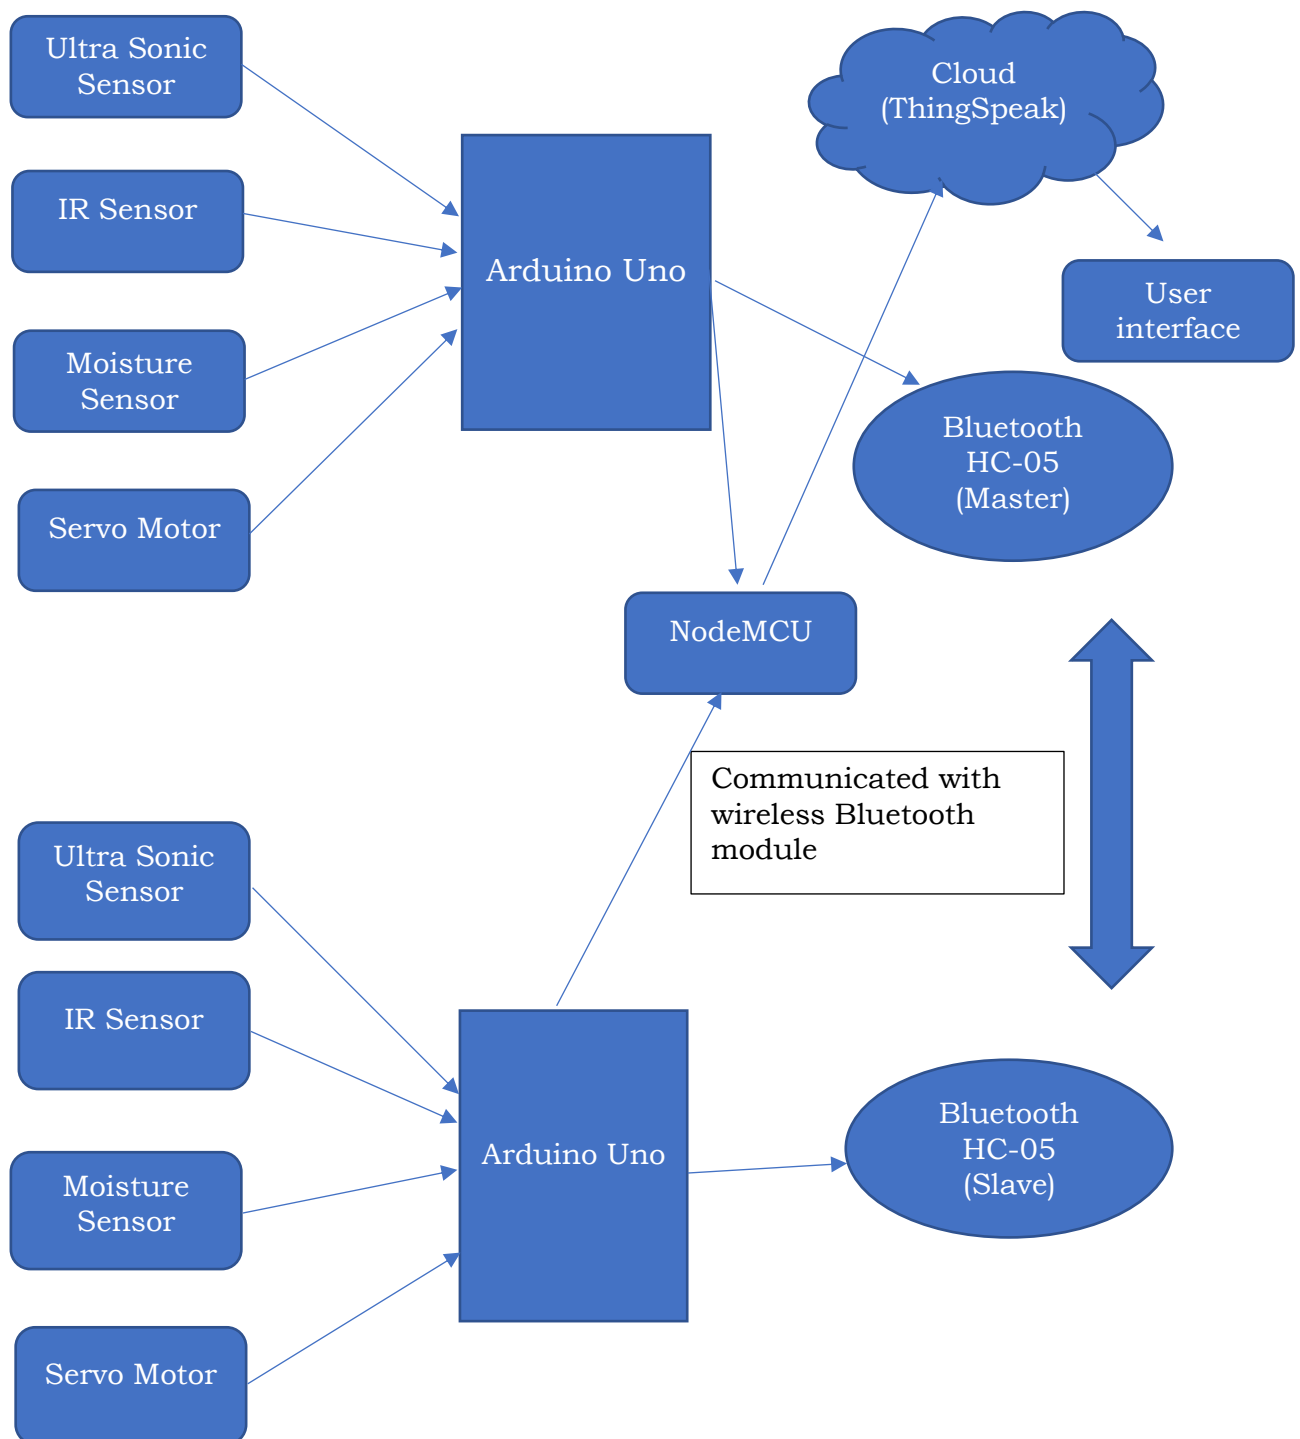 Ultra Sonic
Sensor
Cloud
(ThingSpeak)
IR Sensor
Arduino Uno
User
interface
Moisture
Sensor
Bluetooth
HC-05
(Master)
Servo Motor
NodeMCU
Communicated with
wireless Bluetooth
module
Ultra Sonic
Sensor
IR Sensor
Arduino Uno
Bluetooth
HC-05
(Slave)
Moisture
Sensor
Servo Motor